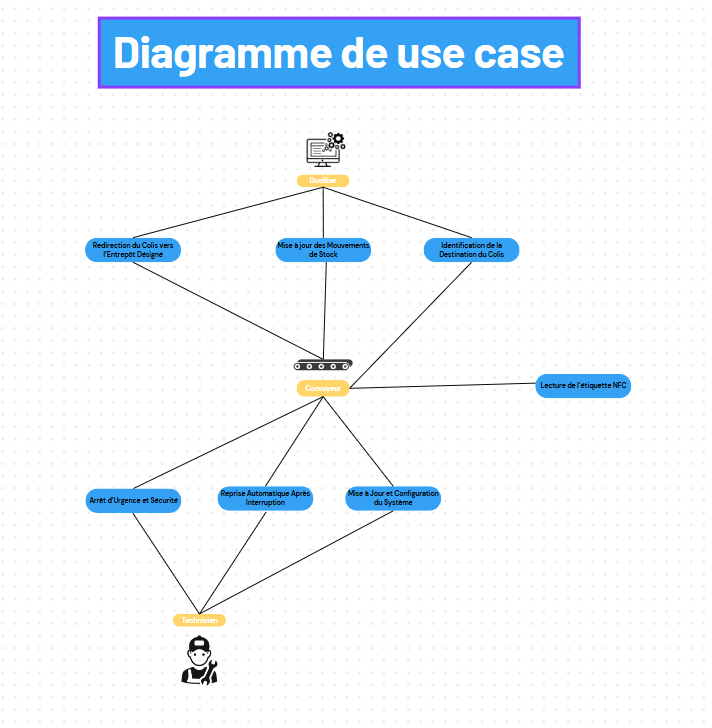 Diagramme de use case
Doolibar
Redirection du Colis vers
l'Entrepôt Désigné
Mise à jour des Mouvements
de Stock
Identification de la
Destination du Colis
Convoyeur
Lecture de l'étiquette NFC
Arrêt d'Urgence et Sécurité
Reprise Automatique Après
Interruption
Mise à Jour et Configuration
du Système
Technicien